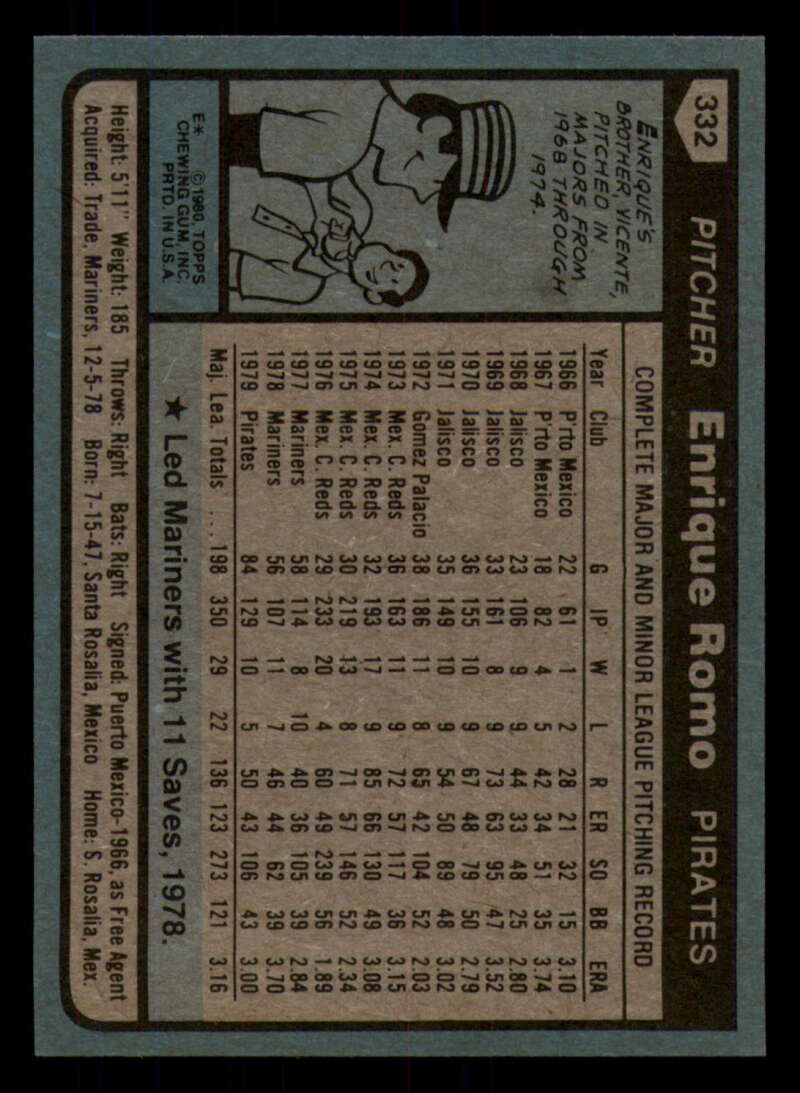 332
PITCHER Enrique Romo PIRATES
ENRIQUE'S
BROTHER, VICENTE,
PITCHED IN
MAJORS FROM
1968 THROUGH
1974.
E* © 1980 TOPPS
CHEWING GUM, INC.
PRTD. IN U.S.A.
COMPLETE MAJOR AND MINOR LEAGUE PITCHING RECORD
Year Club G IP W L R ER SO BB ERA
1966 P'rto Mexico 22 61 1 2 28 21 32 15 3.10
1967 P'rto Mexico 18 82 4 5 42 34 51 35 3.74
1968 Jalisco 23 106 9 9 44 33 48 25 2.80
1969 Jalisco 33 161 8 9 73 63 95 47 3.52
1970 Jalisco 36 155 10 9 67 48 79 50 2.79
1971 Jalisco 35 149 9 9 54 50 89 48 3.02
1972 Gomez Palacio 38 186 11 8 65 42 104 52 2.03
1973 Mex. C. Reds 36 163 11 9 72 57 117 36 3.15
1974 Mex. C. Reds 32 193 17 9 85 66 130 49 3.08
1975 Mex. C. Reds 30 219 13 8 71 57 146 52 2.34
1976 Mex. C. Reds 29 233 20 4 60 49 239 56 1.89
1977 Mariners 58 114 8 10 40 36 105 39 2.84
1978 Mariners 56 107 11 7 46 44 62 39 3.70
1979 Pirates 84 129 10 5 50 43 106 43 3.00
Maj. Lea. Totals ... 198 350 29 22 136 123 273 121 3.16
★ Led Mariners with 11 Saves, 1978.
Height: 5'11" Weight: 185 Throws: Right Bats: Right Signed: Puerto Mexico-1966, as Free Agent
Acquired: Trade, Mariners, 12-5-78 Born: 7-15-47, Santa Rosalia, Mexico Home: S. Rosalia, Mex.